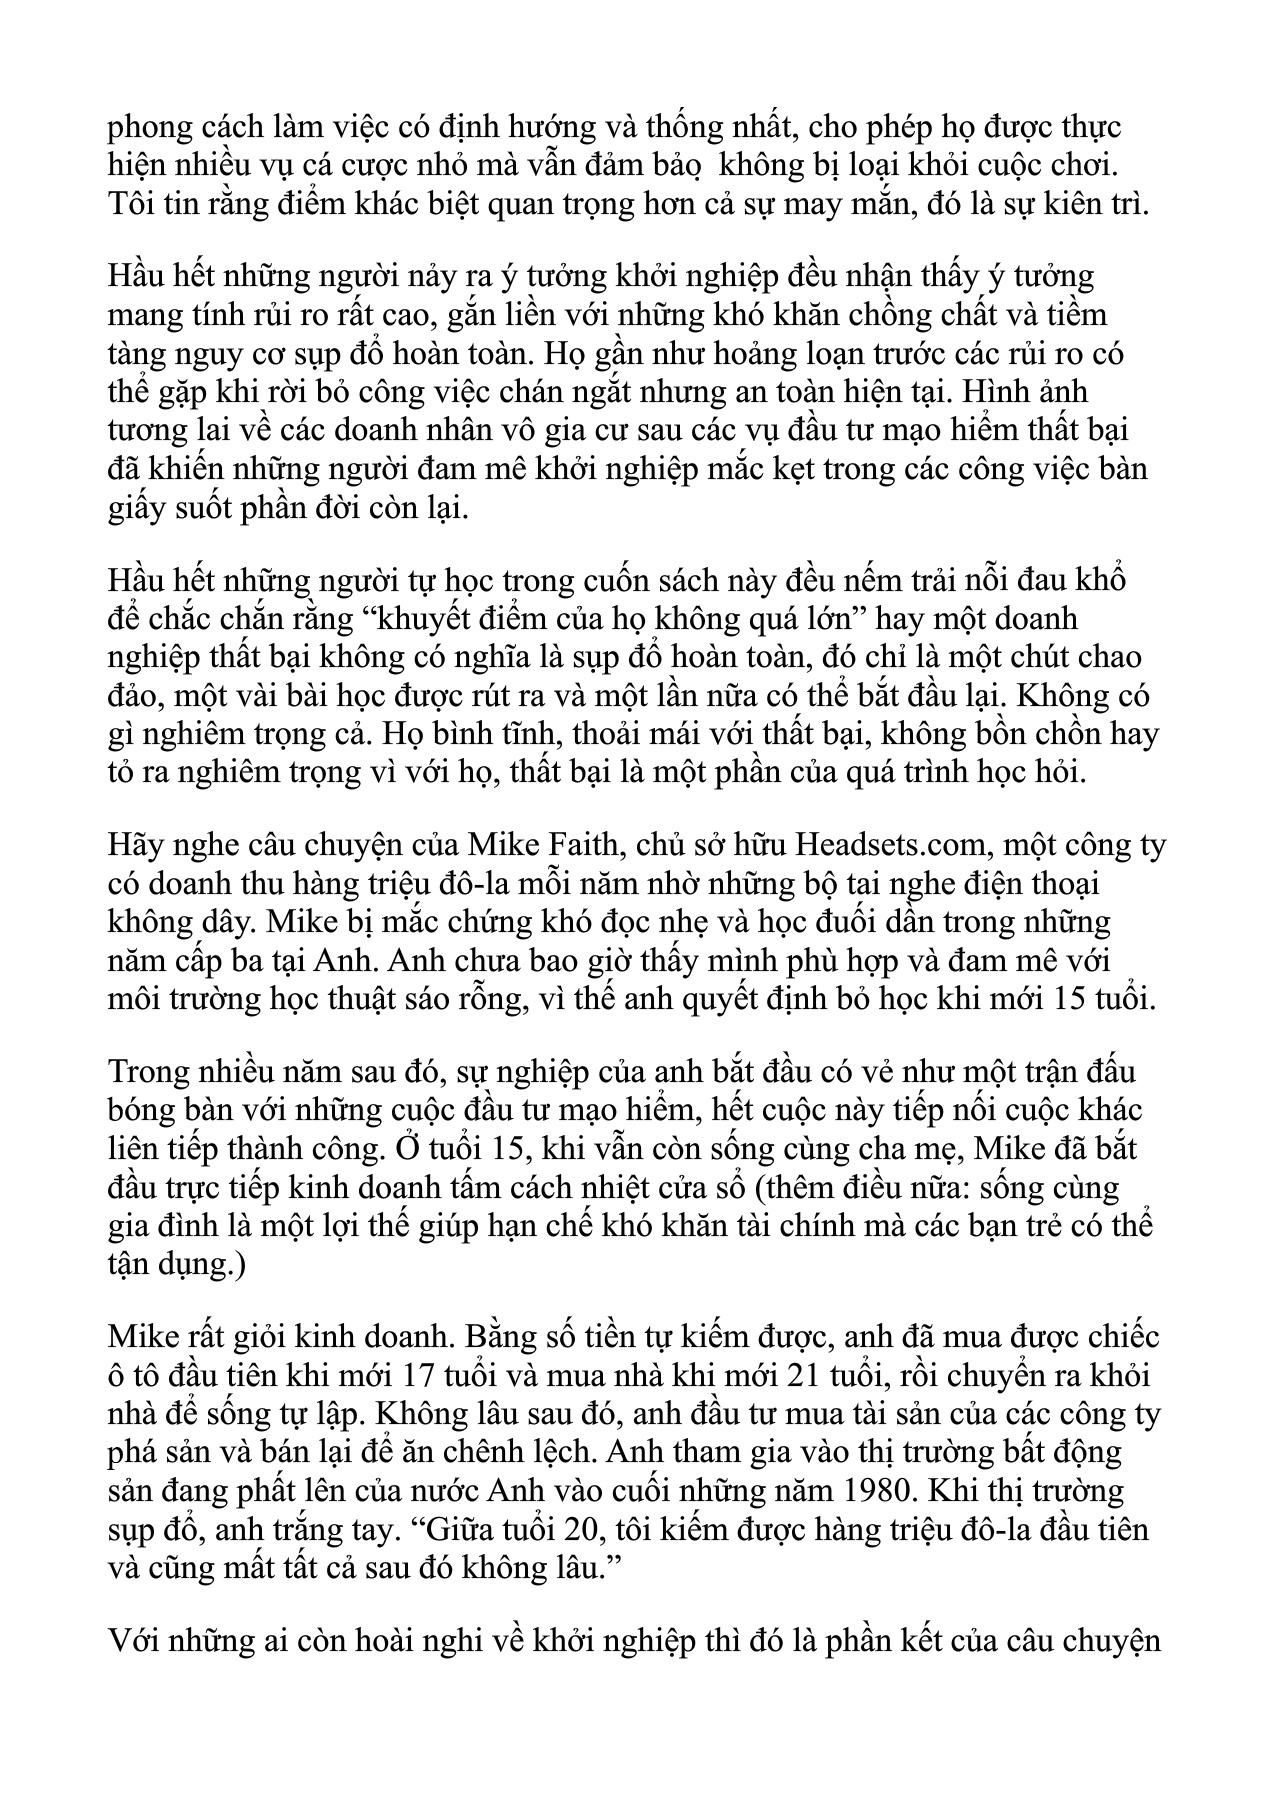 phong cách làm việc có định hướng và thống nhất, cho phép họ được thực
hiện nhiều vụ cá cược nhỏ mà vẫn đảm bảọ  không bị loại khỏi cuộc chơi.
Tôi tin rằng điểm khác biệt quan trọng hơn cả sự may mắn, đó là sự kiên trì.
Hầu hết những người nảy ra ý tưởng khởi nghiệp đều nhận thấy ý tưởng
mang tính rủi ro rất cao, gắn liền với những khó khăn chồng chất và tiềm
tàng nguy cơ sụp đổ hoàn toàn. Họ gần như hoảng loạn trước các rủi ro có
thể gặp khi rời bỏ công việc chán ngắt nhưng an toàn hiện tại. Hình ảnh
tương lai về các doanh nhân vô gia cư sau các vụ đầu tư mạo hiểm thất bại
đã khiến những người đam mê khởi nghiệp mắc kẹt trong các công việc bàn
giấy suốt phần đời còn lại.
Hầu hết những người tự học trong cuốn sách này đều nếm trải nỗi đau khổ
để chắc chắn rằng “khuyết điểm của họ không quá lớn” hay một doanh
nghiệp thất bại không có nghĩa là sụp đổ hoàn toàn, đó chỉ là một chút chao
đảo, một vài bài học được rút ra và một lần nữa có thể bắt đầu lại. Không có
gì nghiêm trọng cả. Họ bình tĩnh, thoải mái với thất bại, không bồn chồn hay
tỏ ra nghiêm trọng vì với họ, thất bại là một phần của quá trình học hỏi.
Hãy nghe câu chuyện của Mike Faith, chủ sở hữu Headsets.com, một công ty
có doanh thu hàng triệu đô-la mỗi năm nhờ những bộ tai nghe điện thoại
không dây. Mike bị mắc chứng khó đọc nhẹ và học đuối dần trong những
năm cấp ba tại Anh. Anh chưa bao giờ thấy mình phù hợp và đam mê với
môi trường học thuật sáo rỗng, vì thế anh quyết định bỏ học khi mới 15 tuổi.
Trong nhiều năm sau đó, sự nghiệp của anh bắt đầu có vẻ như một trận đấu
bóng bàn với những cuộc đầu tư mạo hiểm, hết cuộc này tiếp nối cuộc khác
liên tiếp thành công. Ở tuổi 15, khi vẫn còn sống cùng cha mẹ, Mike đã bắt
đầu trực tiếp kinh doanh tấm cách nhiệt cửa sổ (thêm điều nữa: sống cùng
gia đình là một lợi thế giúp hạn chế khó khăn tài chính mà các bạn trẻ có thể
tận dụng.)
Mike rất giỏi kinh doanh. Bằng số tiền tự kiếm được, anh đã mua được chiếc
ô tô đầu tiên khi mới 17 tuổi và mua nhà khi mới 21 tuổi, rồi chuyển ra khỏi
nhà để sống tự lập. Không lâu sau đó, anh đầu tư mua tài sản của các công ty
phá sản và bán lại để ăn chênh lệch. Anh tham gia vào thị trường bất động
sản đang phất lên của nước Anh vào cuối những năm 1980. Khi thị trường
sụp đổ, anh trắng tay. “Giữa tuổi 20, tôi kiếm được hàng triệu đô-la đầu tiên
và cũng mất tất cả sau đó không lâu.”
Với những ai còn hoài nghi về khởi nghiệp thì đó là phần kết của câu chuyện